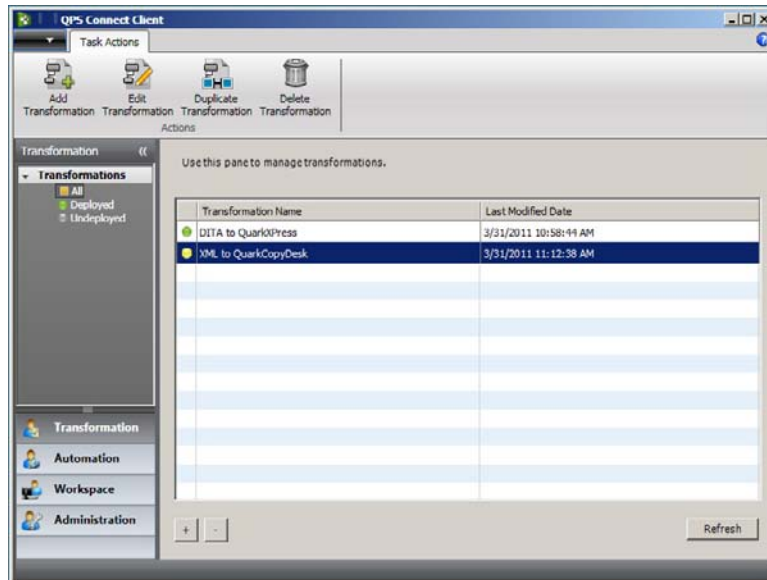 QPS Connect Client
Task Actions
Add Transformation
Edit Transformation
Duplicate Transformation
Delete Transformation
Actions
Transformation
Transformations
All
Deployed
Undeployed
Use this pane to manage transformations.
Transformation Name Last Modified Date
DITA to QuarkXPress 3/31/2011 10:58:44 AM
XML to QuarkCopyDesk 3/31/2011 11:12:38 AM
Transformation
Automation
Workspace
Administration
+ -
Refresh